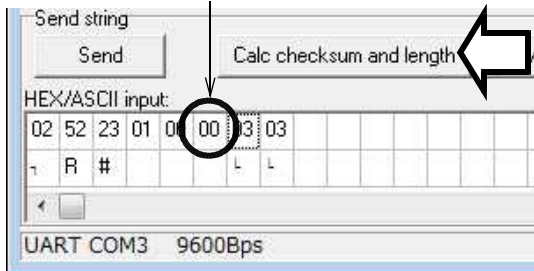 Send string
Send
Calc checksum and length
HEX/ASCII input:
02 52 23 01 00 00 03 03
R #
UART COM3 9600Bps